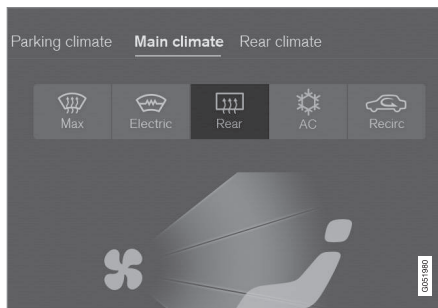 Parking climate Main climate Rear climate
Max Electric Rear AC Recirc
G051980